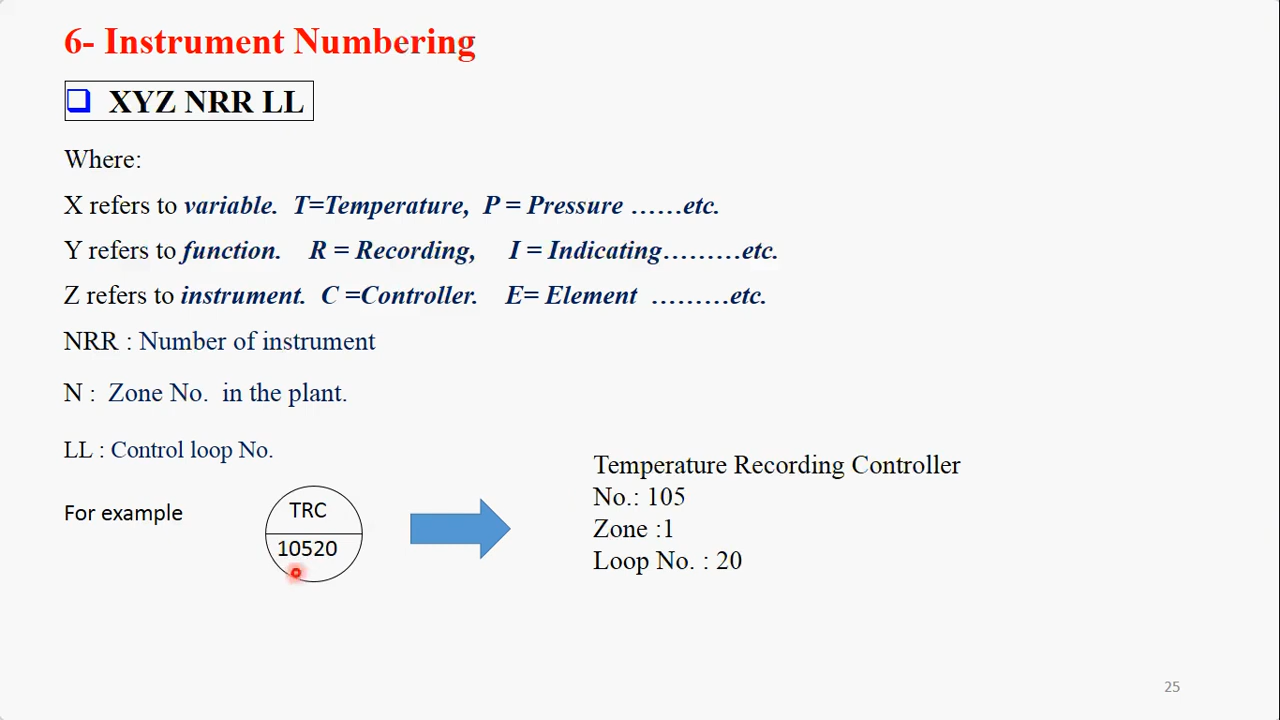 6- Instrument Numbering
XYZ NRR LL
Where:
X refers to variable. T=Temperature, P = Pressure ……etc.
Y refers to function. R = Recording, I = Indicating………etc.
Z refers to instrument. C =Controller. E= Element ………etc.
NRR : Number of instrument
N : Zone No. in the plant.
LL : Control loop No.
For example
TRC
10520
Temperature Recording Controller
No.: 105
Zone :1
Loop No. : 20
25